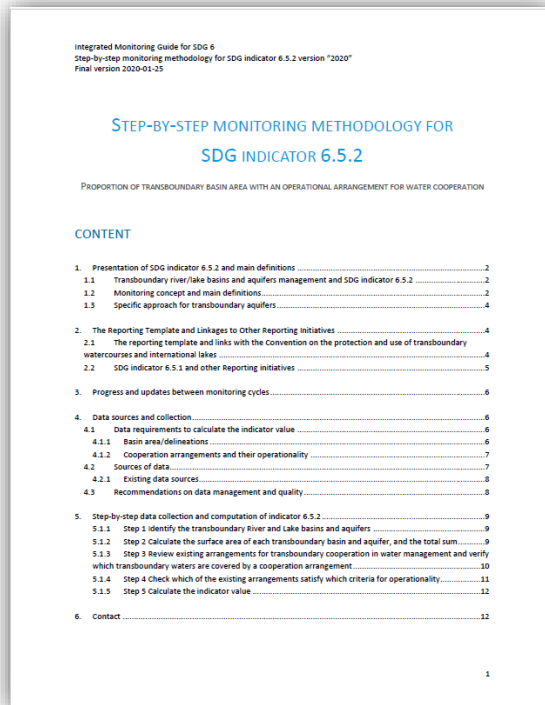 Integrated Monitoring Guide for SDG 6
Step-by-step monitoring methodology for SDG indicator 6.5.2 version "2020"
Final version 2020-01-25
STEP-BY-STEP MONITORING METHODOLOGY FOR
SDG INDICATOR 6.5.2
PROPORTION OF TRANSBOUNDARY BASIN AREA WITH AN OPERATIONAL ARRANGEMENT FOR WATER COOPERATION
CONTENT
1. Presentation of SDG indicator 6.5.2 and main definitions ... 2
1.1 Transboundary river/lake basins and aquifers management and SDG indicator 6.5.2 ... 2
1.2 Monitoring concept and main definitions ... 2
1.3 Specific approach for transboundary aquifers ... 4
2. The Reporting Template and Linkages to Other Reporting Initiatives ... 4
2.1 The reporting template and links with the Convention on the protection and use of transboundary
watercourses and international lakes ... 4
2.2 SDG indicator 6.5.1 and other Reporting initiatives ... 5
3. Progress and updates between monitoring cycles ... 6
4. Data sources and collection ... 6
4.1 Data requirements to calculate the indicator value ... 6
4.1.1 Basin area/delineations ... 6
4.1.2 Cooperation arrangements and their operationality ... 7
4.2 Sources of data ... 7
4.2.1 Existing data sources ... 8
4.3 Recommendations on data management and quality ... 8
5. Step-by-step data collection and computation of indicator 6.5.2 ... 9
5.1.1 Step 1 Identify the transboundary River and Lake basins and aquifers ... 9
5.1.2 Step 2 Calculate the surface area of each transboundary basin and aquifer, and the total sum ... 9
5.1.3 Step 3 Review existing arrangements for transboundary cooperation in water management and verify
which transboundary waters are covered by a cooperation arrangement ... 10
5.1.4 Step 4 Check which of the existing arrangements satisfy which criteria for operationality ... 11
5.1.5 Step 5 Calculate the indicator value ... 12
6. Contact ... 12
1